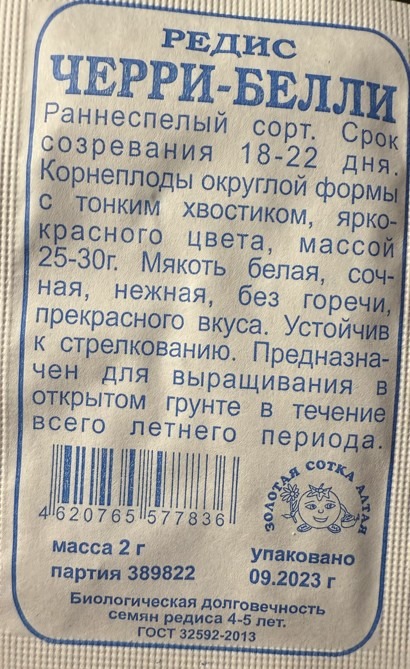 РЕДИС
ЧЕРРИ-БЕЛЛИ
Раннеспелый сорт. Срок
созревания 18-22 дня.
Корнеплоды округлой формы
с тонким хвостиком, ярко-
красного цвета, массой
25-30г. Мякоть белая, соч-
ная, нежная, без горечи,
прекрасного вкуса. Устойчив
к стрелкованию. Предназна-
чен для выращивания в
открытом грунте в течение
всего летнего периода.
4 620765 577836
ЗОЛОТАЯ СОТКА АЛТАЯ
масса 2 г
партия 389822
упаковано
09.2023 г
Биологическая долговечность
семян редиса 4-5 лет.
ГОСТ 32592-2013